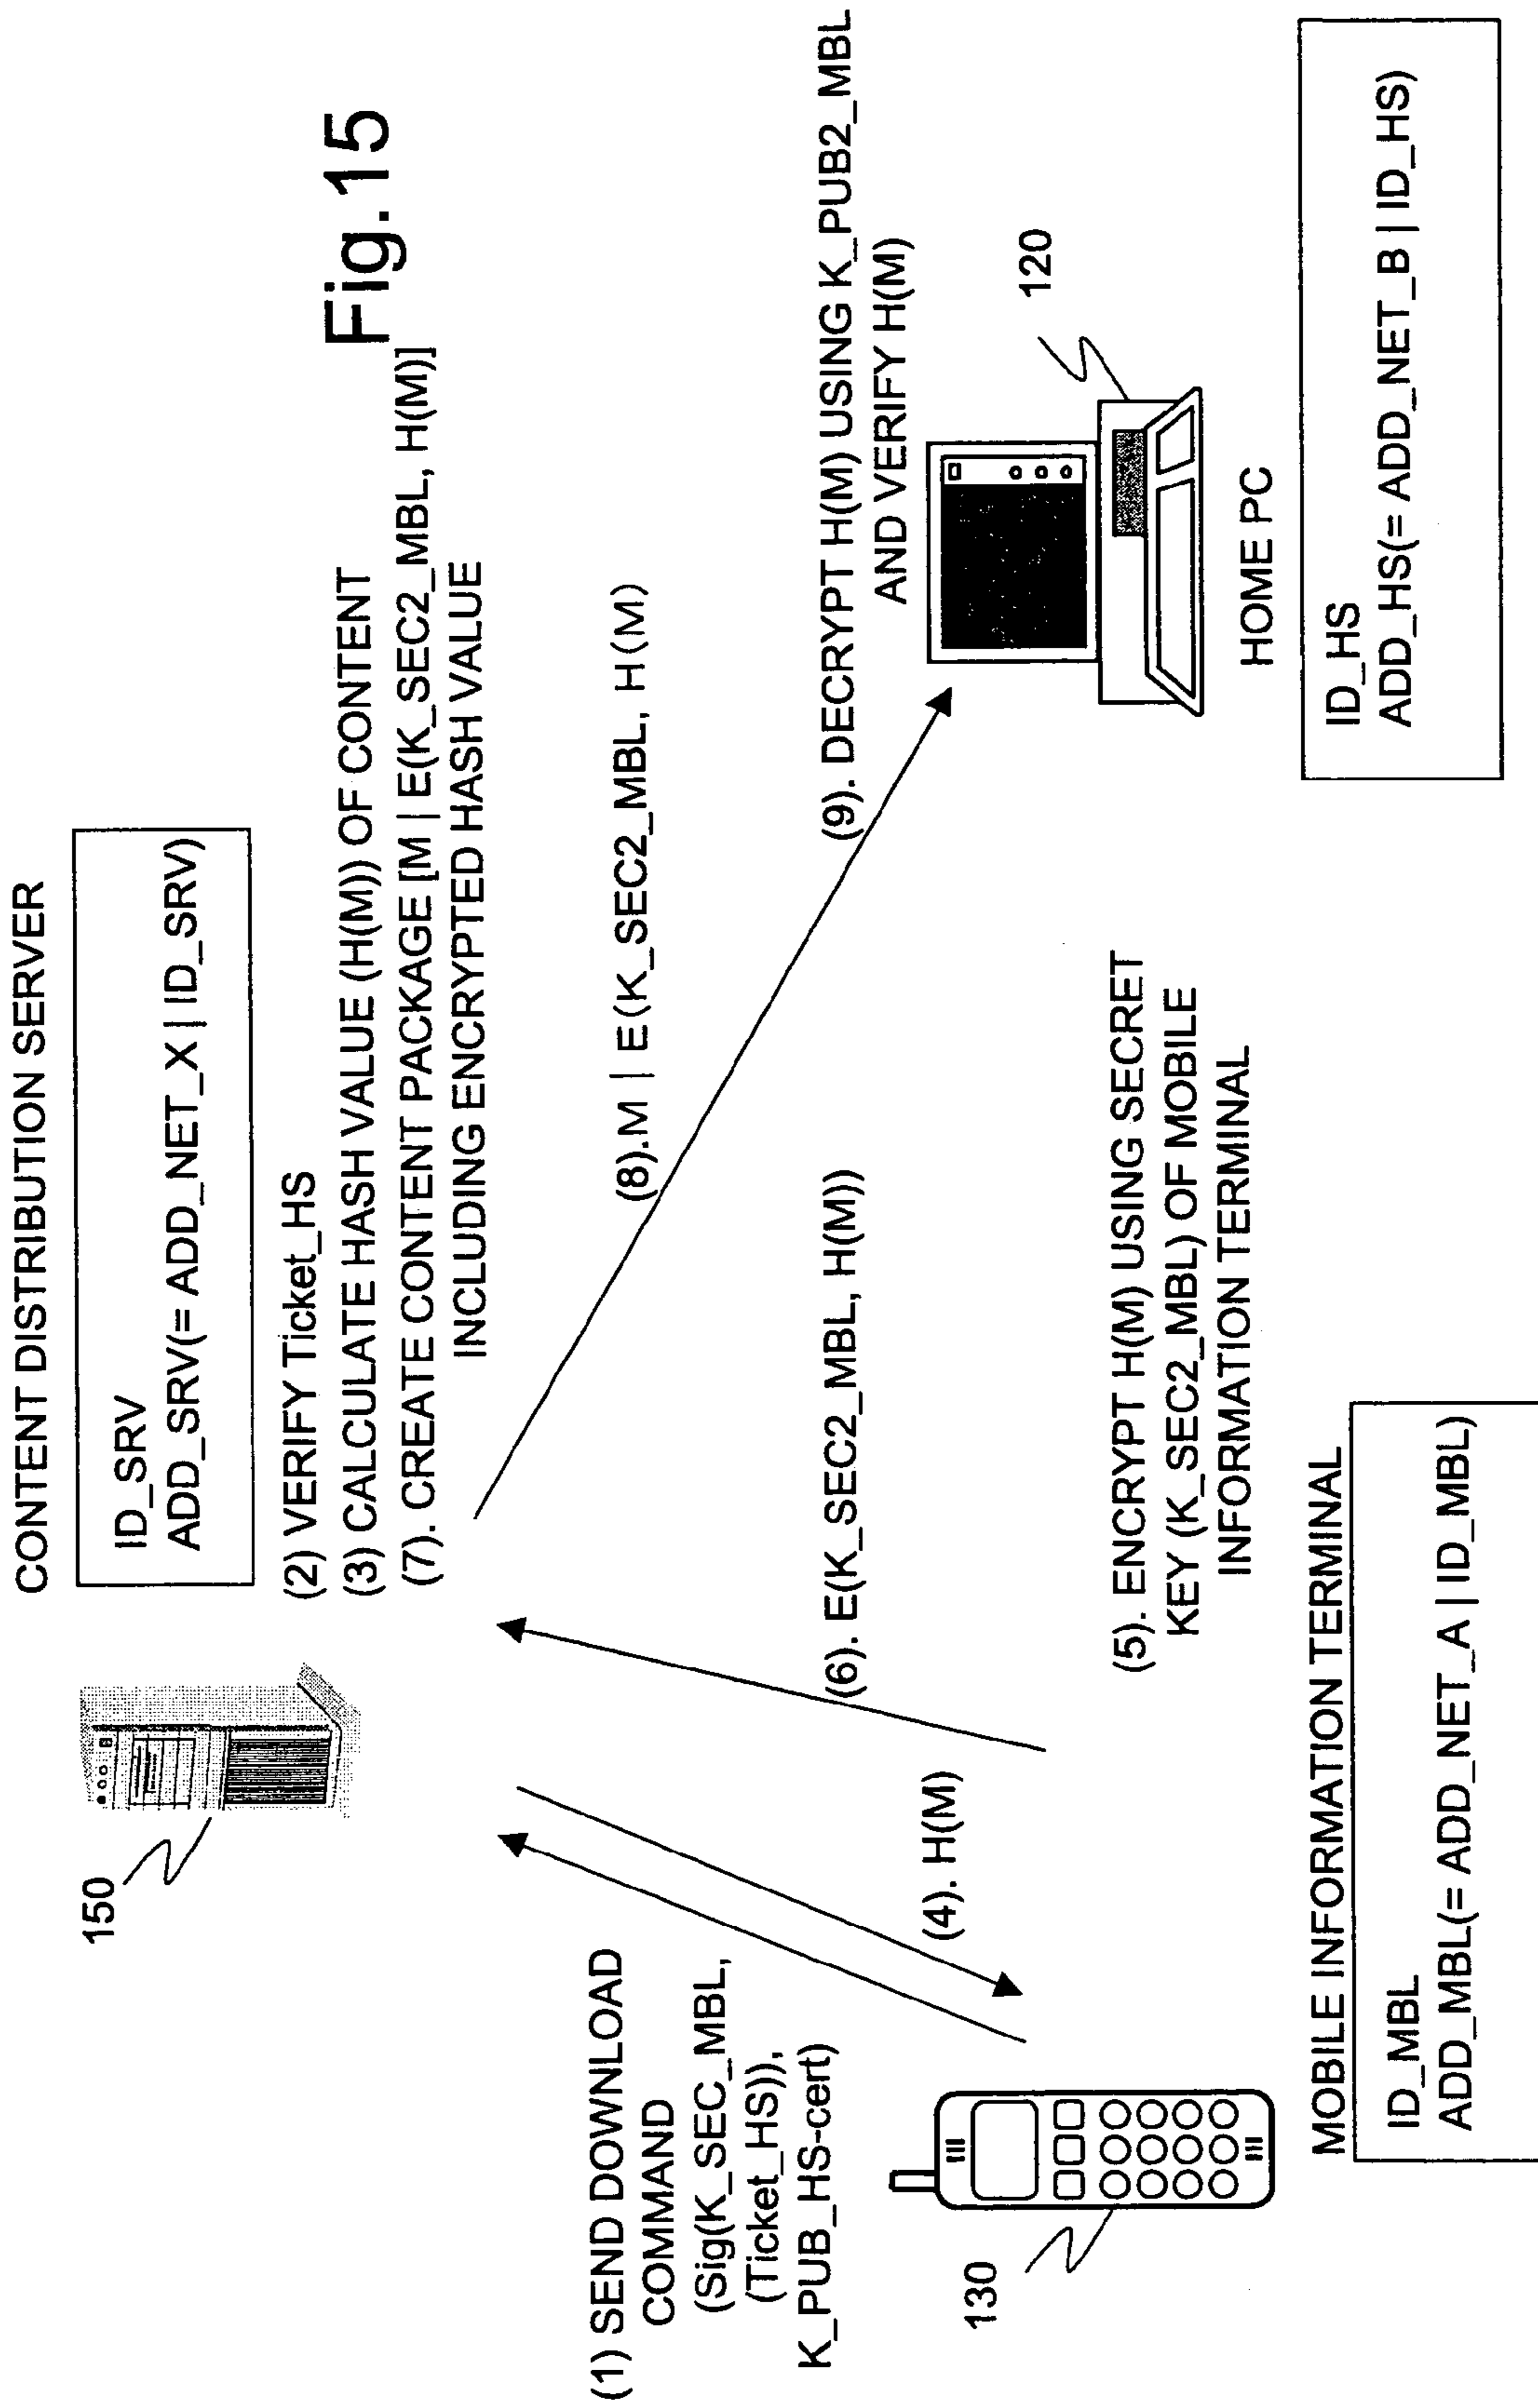 Fig.15
CONTENT DISTRIBUTION SERVER
150
ID_SRV
ADD_SRV(= ADD_NET_X | ID_SRV)
(2) VERIFY Ticket_HS
(3) CALCULATE HASH VALUE (H(M)) OF CONTENT
(7). CREATE CONTENT PACKAGE [M | E(K_SEC2_MBL, H(M)]
INCLUDING ENCRYPTED HASH VALUE
(1) SEND DOWNLOAD
COMMAND
(Sig(K_SEC_MBL,
(Ticket_HS)),
K_PUB_HS-cert)
(4). H(M)
(6). E(K_SEC2_MBL, H(M))
(8).M | E(K_SEC2_MBL, H(M)
(9). DECRYPT H(M) USING K_PUB2_MBL
AND VERIFY H(M)
120
HOME PC
ID_HS
ADD_HS(= ADD_NET_B | ID_HS)
(5). ENCRYPT H(M) USING SECRET
KEY (K_SEC2_MBL) OF MOBILE
INFORMATION TERMINAL
130
MOBILE INFORMATION TERMINAL
ID_MBL
ADD_MBL(= ADD_NET_A | ID_MBL)